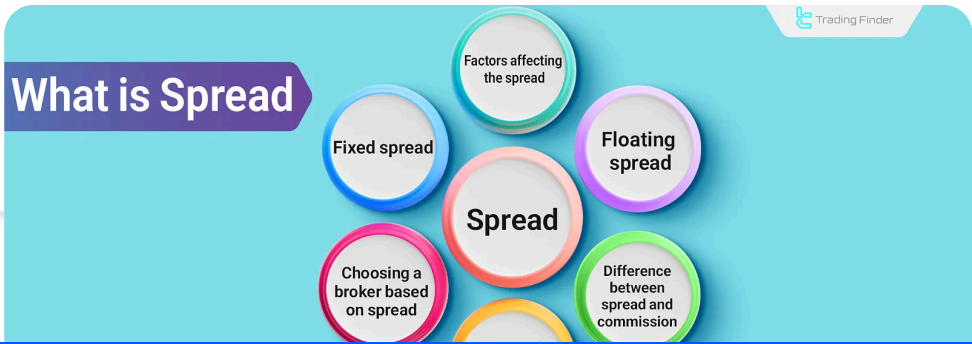 Trading Finder
What is Spread
Factors affecting
the spread
Fixed spread
Floating
spread
Spread
Choosing a
broker based
on spread
Difference
between
spread and
commission